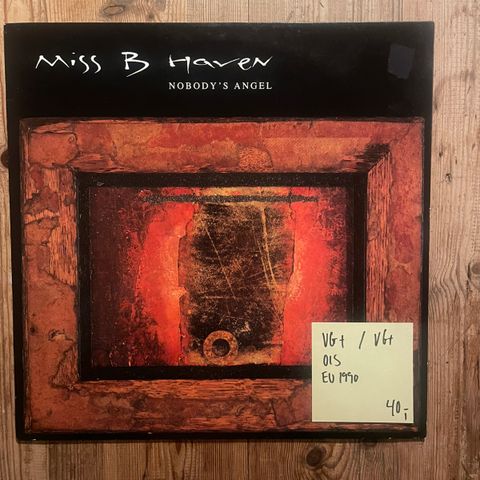 Miss B Haven
NOBODY'S ANGEL
VG+ / VG+
OIS
EU 1990
40,-